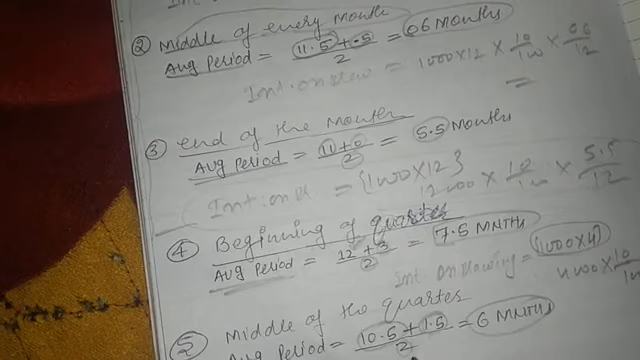 ② Middle of every Month
Avg Period = (11.5 + .5)/2 = 06 Months
Int. on = 1000×12 × 10/100 × 06/12
③ End of the Month
Avg Period = (11+0)/2 = 5.5 Months
Int. on = {1000×12} 12000 × 10/100 × 5.5/12
④ Beginning of quarter
Avg Period = (12+3)/2 = 7.5 MNTHs
Int. on drawing = 1000×4
4000×10/10
⑤ Middle of the quarter
Avg Period = (10.5+1.5)/2 = 6 MNTHs